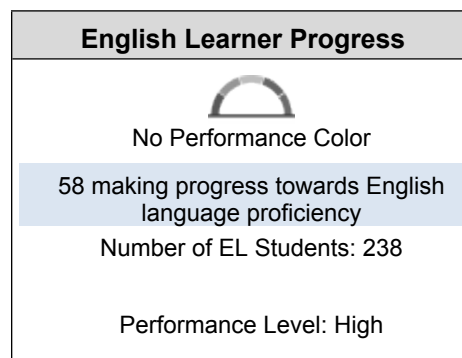 English Learner Progress
No Performance Color
58 making progress towards English
language proficiency
Number of EL Students: 238
Performance Level: High